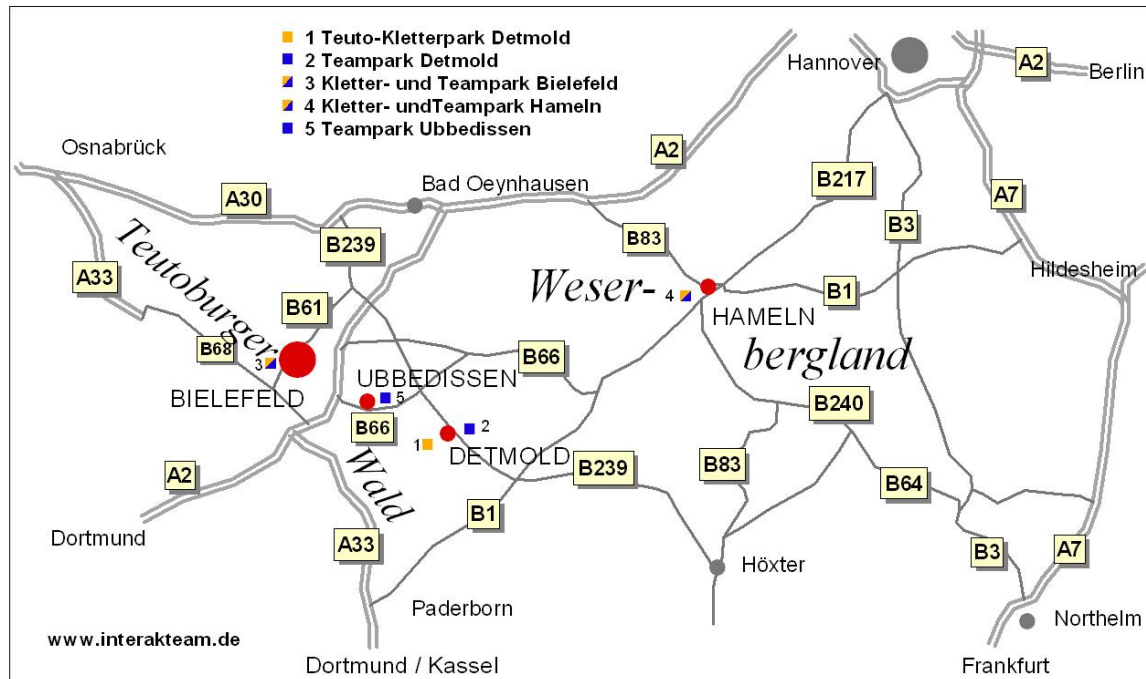 1 Teuto-Kletterpark Detmold
2 Teampark Detmold
3 Kletter- und Teampark Bielefeld
4 Kletter- undTeampark Hameln
5 Teampark Ubbedissen
Hannover
A2
Berlin
Osnabrück
A2
Bad Oeynhausen
B217
A30
A7
B3
B239
B83
Teutoburger
A33
Hildesheim
Weser-
4
B1
B61
HAMELN
B68
3
bergland
B66
UBBEDISSEN
BIELEFELD
5
B240
B66
2
1
DETMOLD
Wald
A2
B239
B83
B64
B1
Dortmund
A33
B3
A7
Höxter
Paderborn
Northelm
www.interakteam.de
Dortmund / Kassel
Frankfurt